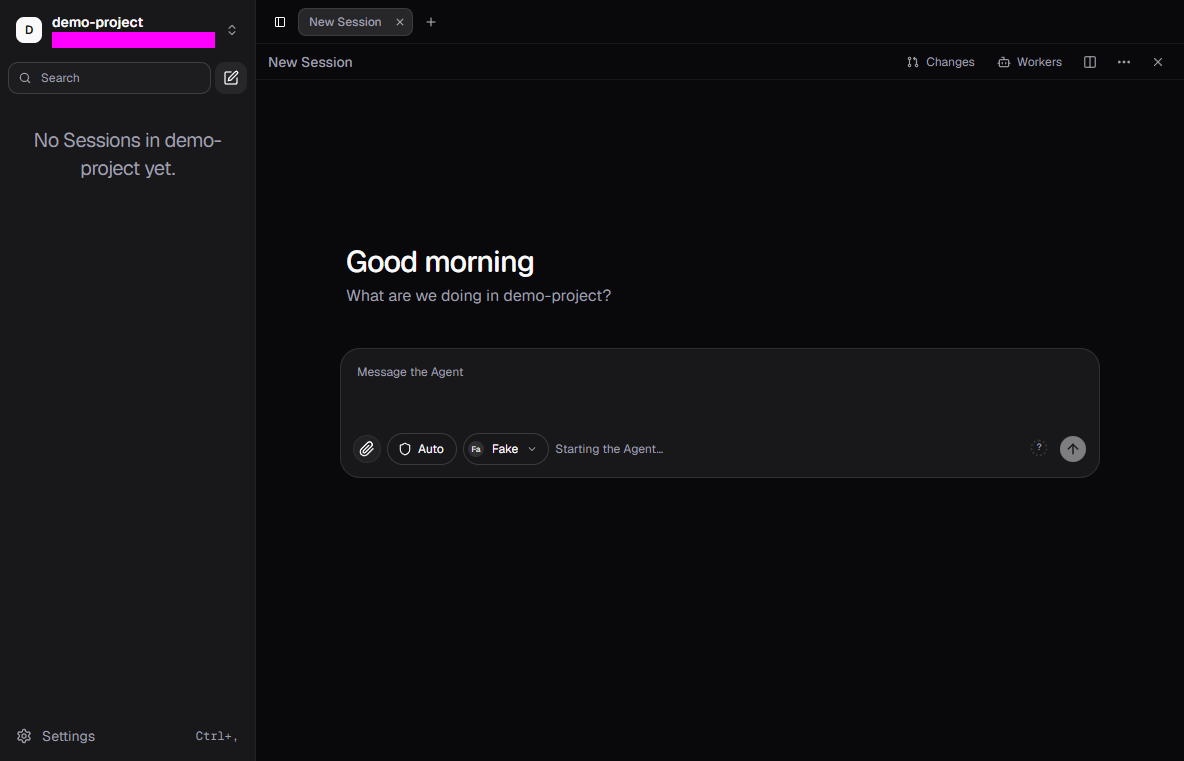 D
demo-project
Search
No Sessions in demo-
project yet.
Settings
Ctrl+,
New Session
New Session
Changes
Workers
Good morning
What are we doing in demo-project?
Message the Agent
Auto
Fa
Fake
Starting the Agent…
?